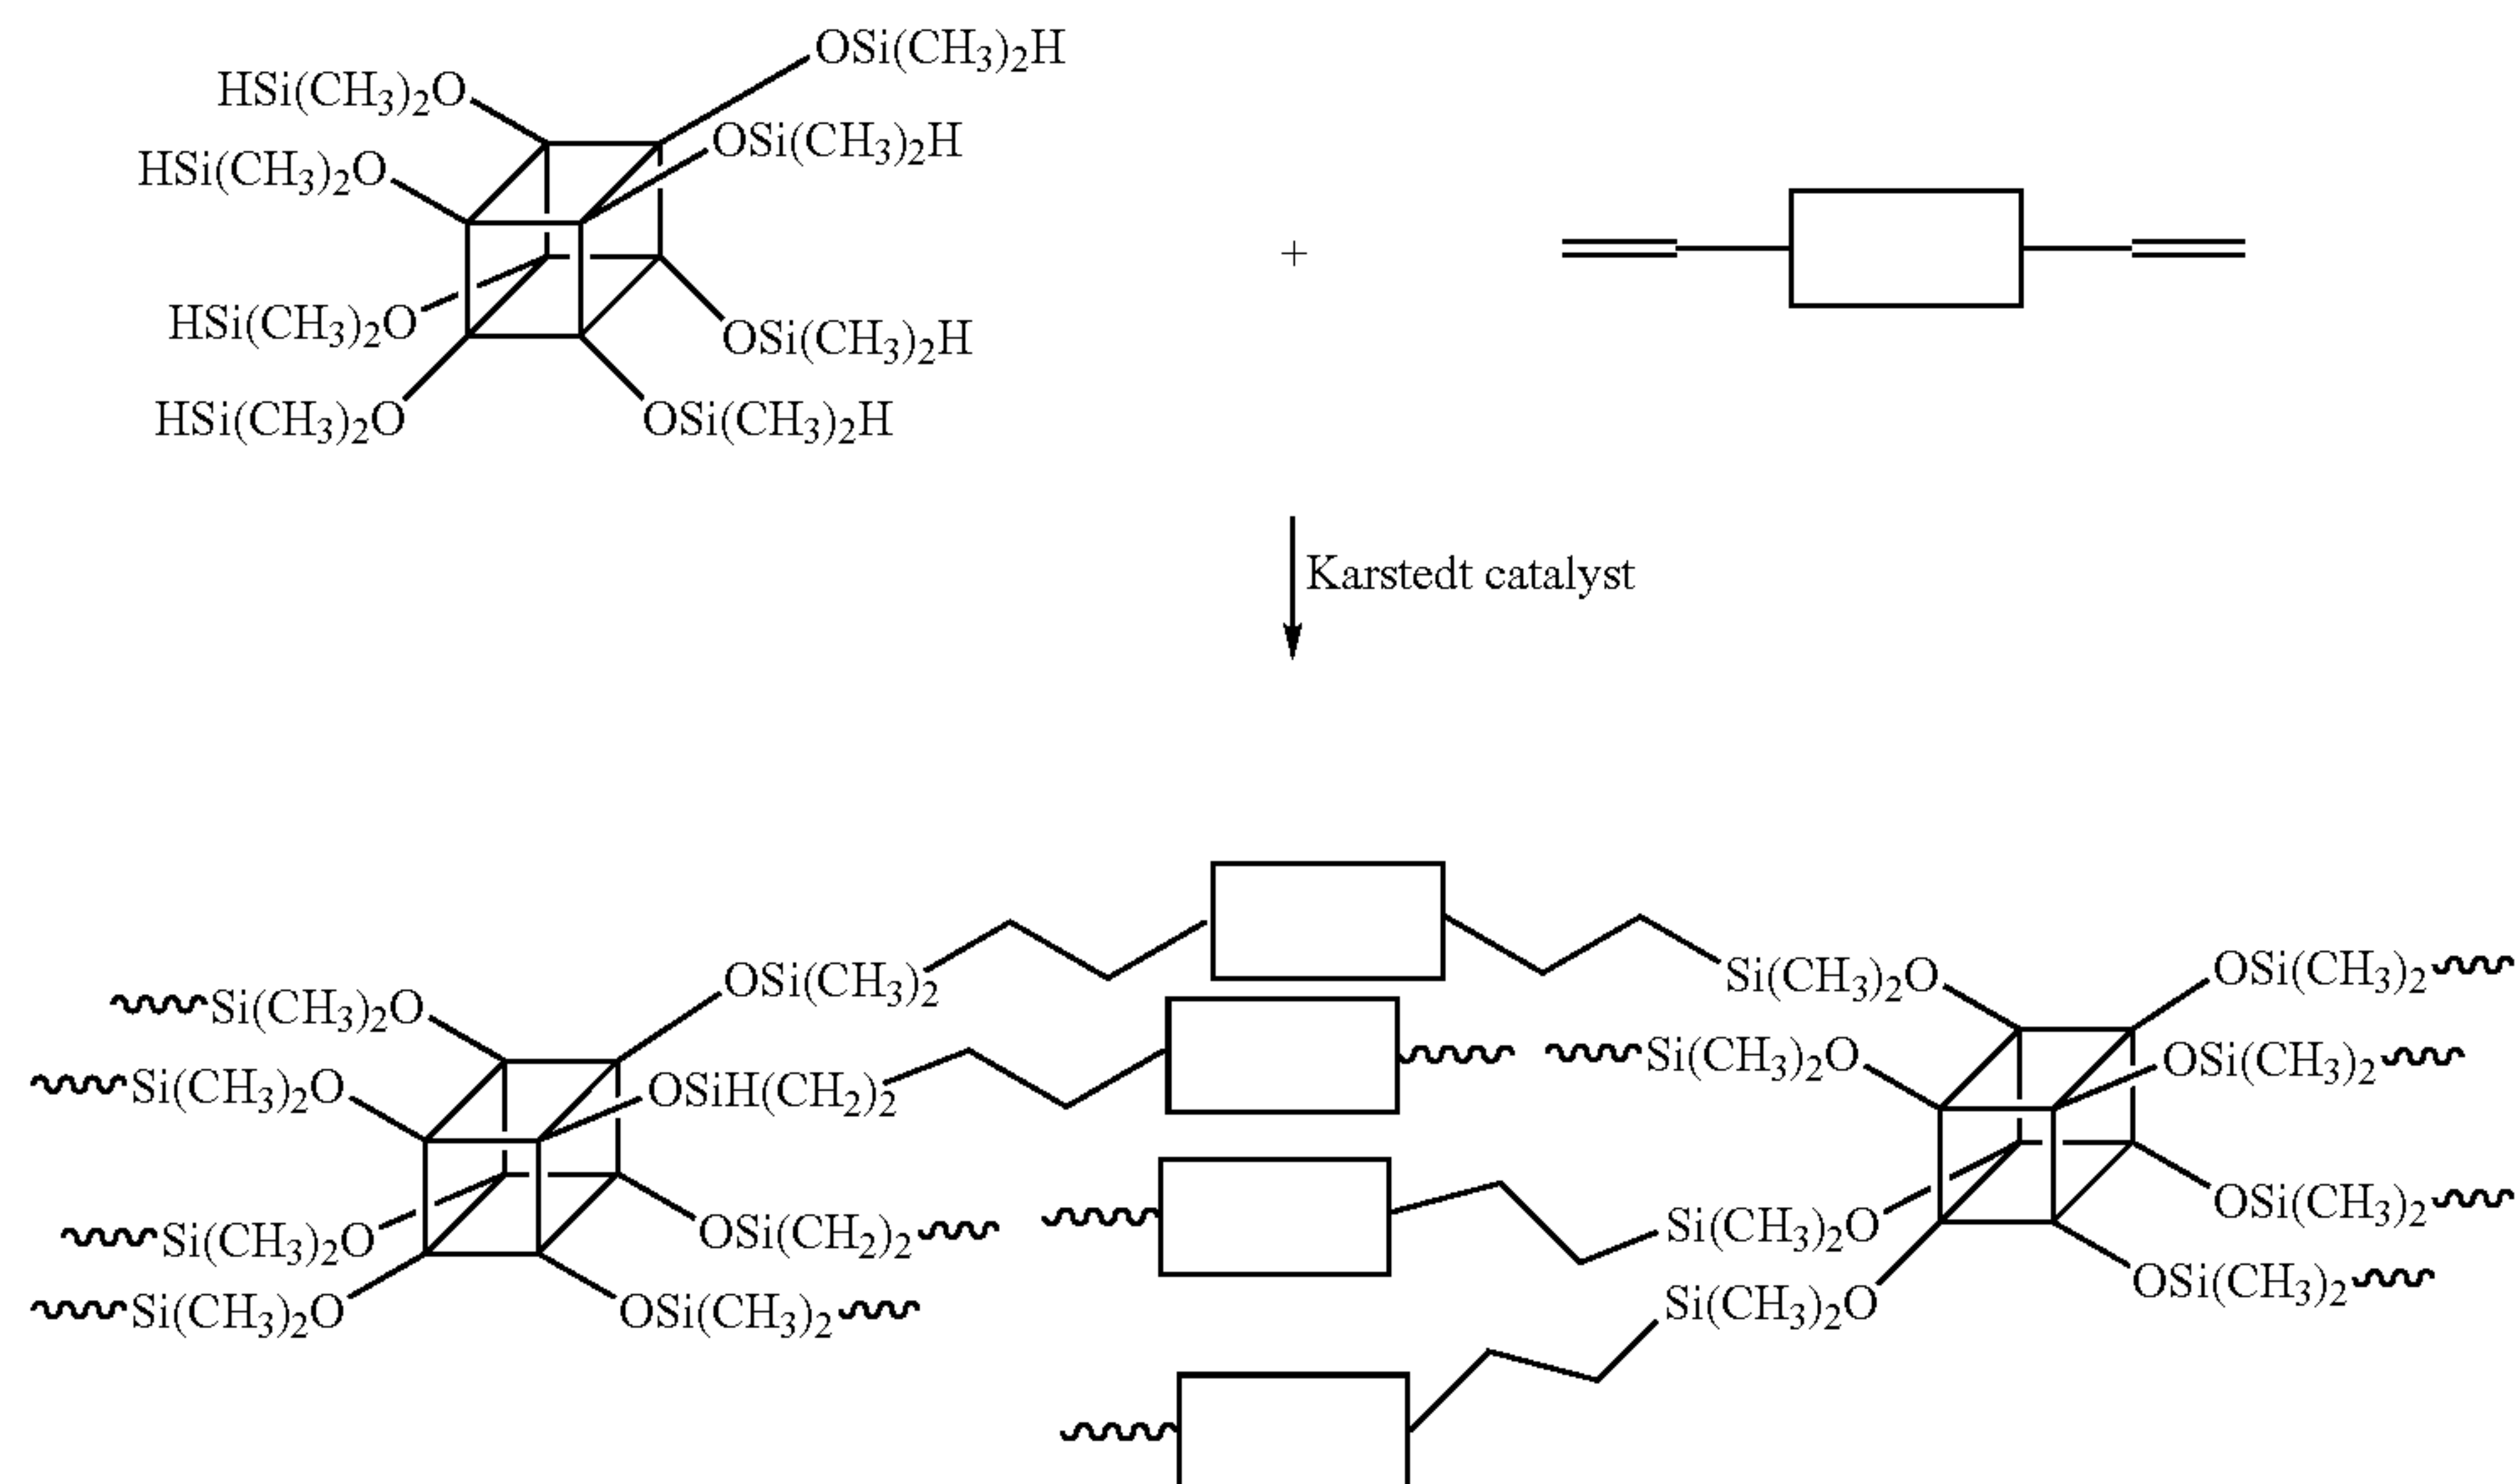 OSi(CH₃)₂H
HSi(CH₃)₂O
OSi(CH₃)₂H
HSi(CH₃)₂O
+
HSi(CH₃)₂O
OSi(CH₃)₂H
HSi(CH₃)₂O
OSi(CH₃)₂H
Karstedt catalyst
OSi(CH₃)₂
Si(CH₃)₂O
OSi(CH₃)₂
Si(CH₃)₂O
Si(CH₃)₂O
OSiH(CH₂)₂
Si(CH₃)₂O
OSi(CH₃)₂
Si(CH₃)₂O
OSi(CH₂)₂
Si(CH₃)₂O
OSi(CH₃)₂
Si(CH₃)₂O
OSi(CH₃)₂
Si(CH₃)₂O
OSi(CH₃)₂
Si(CH₃)₂O